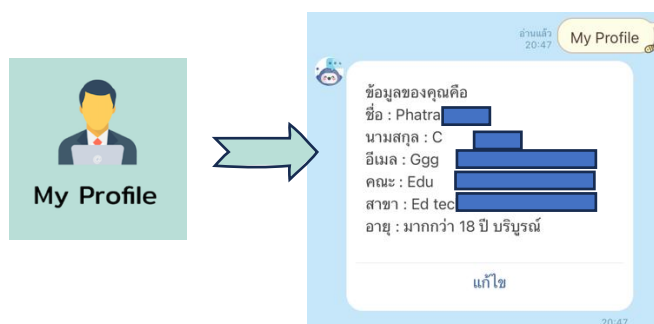 My Profile
อ่านแล้ว
20:47
My Profile
ข้อมูลของคุณคือ
ชื่อ : Phatra
นามสกุล : C
อีเมล : Ggg
คณะ : Edu
สาขา : Ed tec
อายุ : มากกว่า 18 ปี บริบูรณ์
แก้ไข
20:47